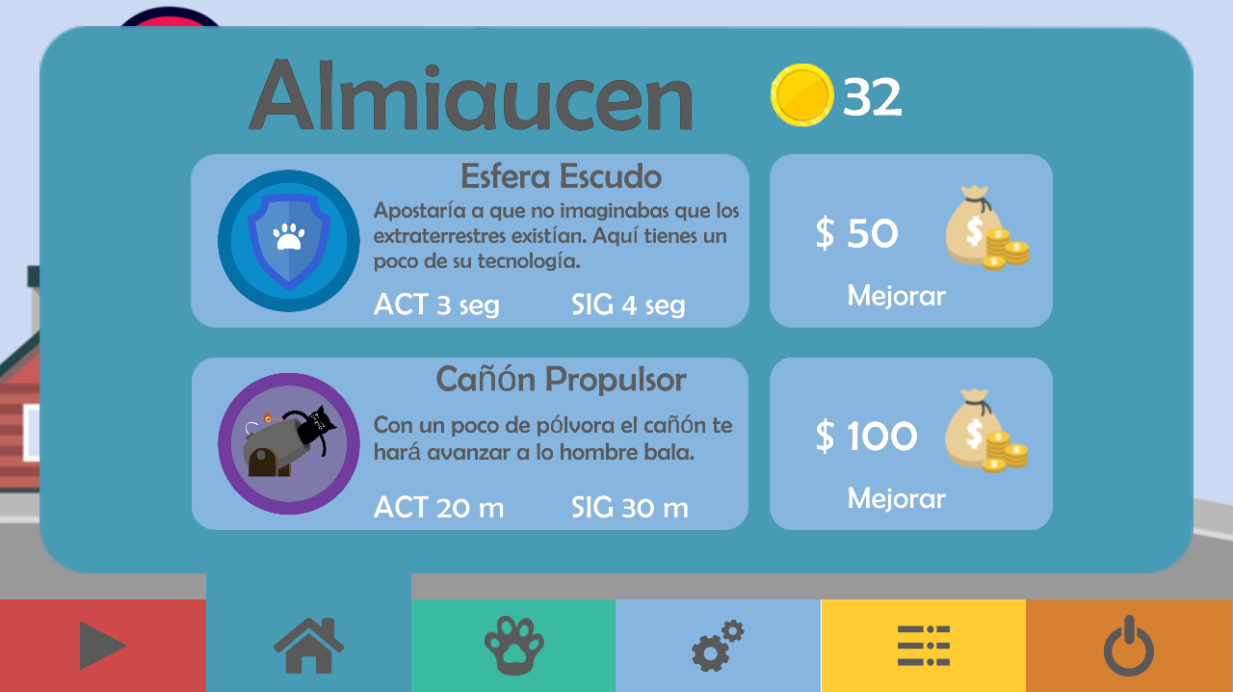 Almiaucen
32
Esfera Escudo
Apostaría a que no imaginabas que los
extraterrestres existían. Aquí tienes un
poco de su tecnología.
ACT 3 seg
SIG 4 seg
$ 50
Mejorar
Cañón Propulsor
Con un poco de pólvora el cañón te
hará avanzar a lo hombre bala.
ACT 20 m
SIG 30 m
$ 100
Mejorar